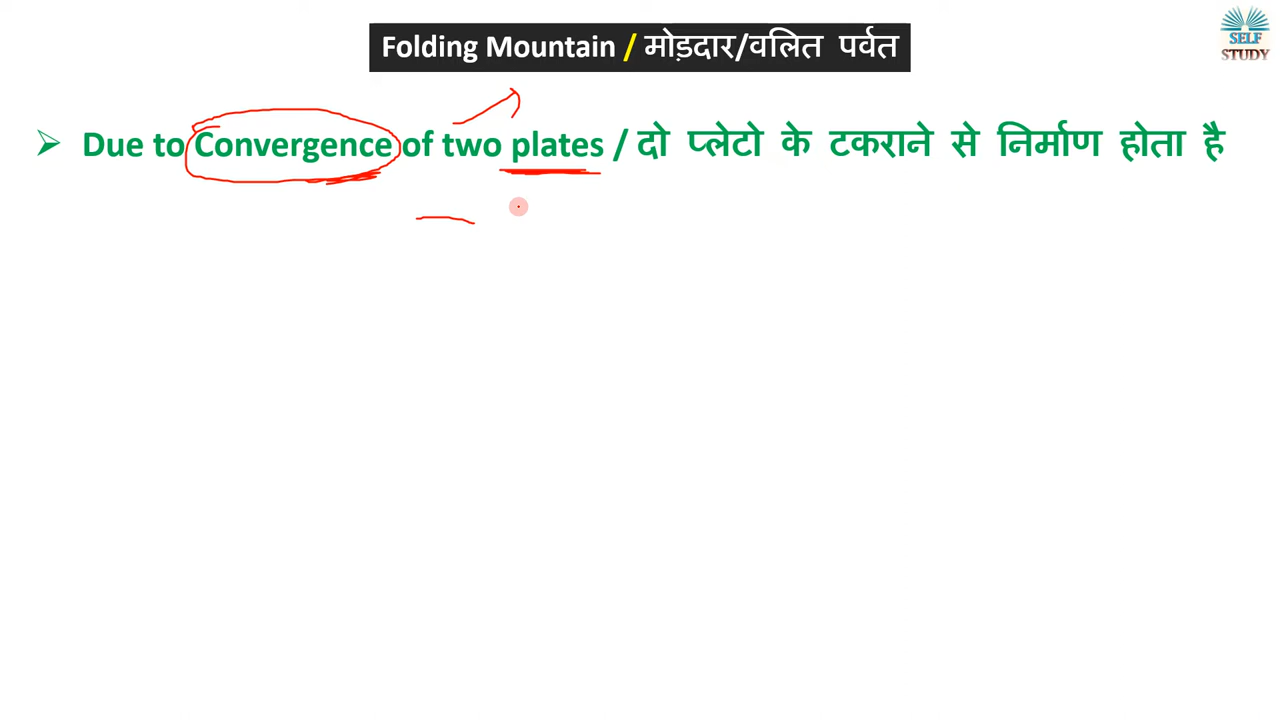 Folding Mountain / मोड़दार/वलित पर्वत
SELF
STUDY
➢ Due to Convergence of two plates / दो प्लेटो के टकराने से निर्माण होता है